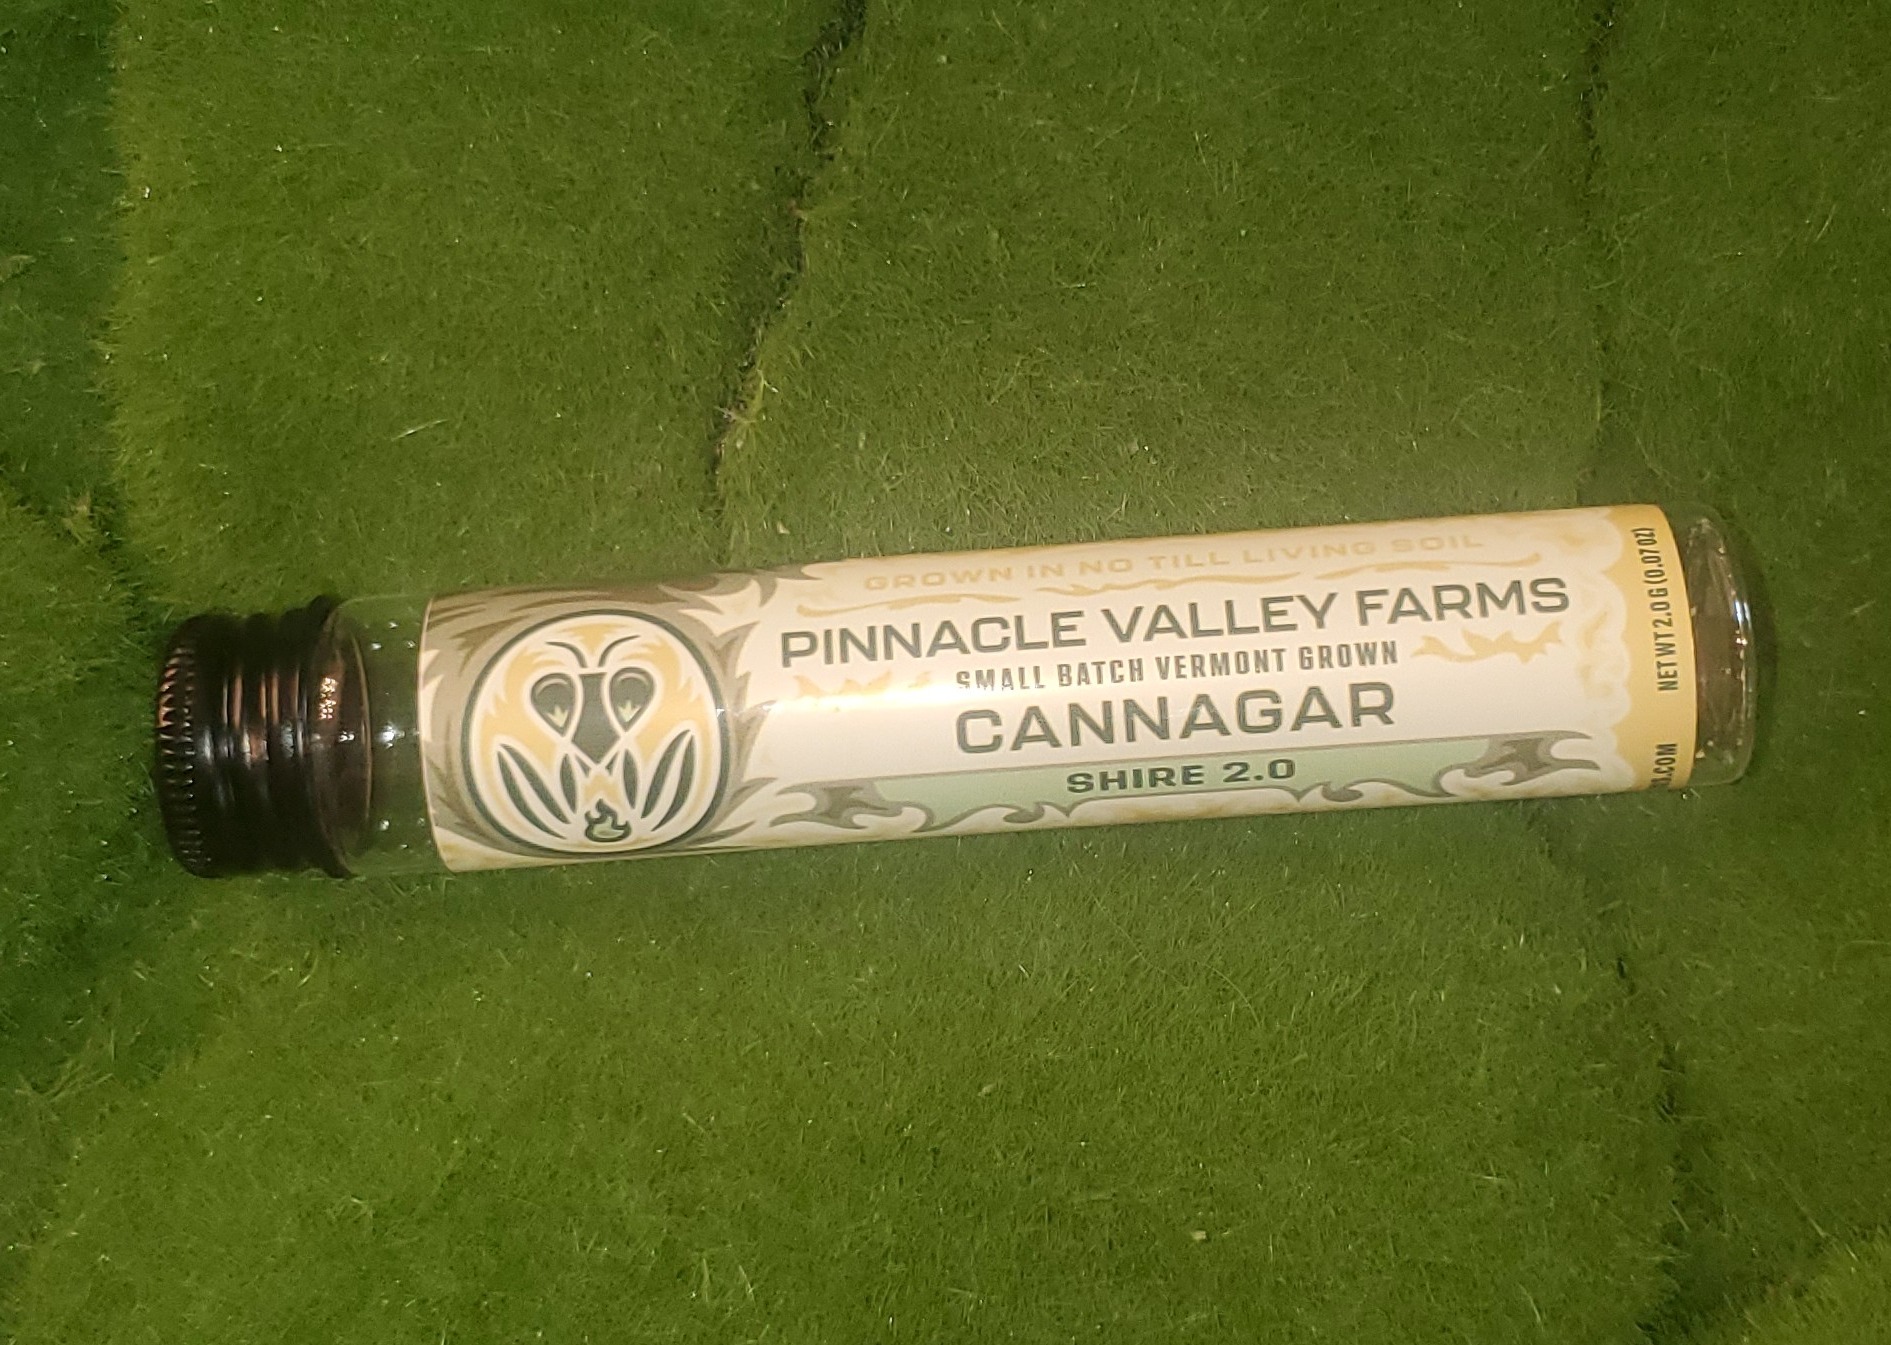 GROWN IN NO TILL LIVING SOIL
PINNACLE VALLEY FARMS
SMALL BATCH VERMONT GROWN
CANNAGAR
SHIRE 2.0
NET WT 2.0 G (0.07 OZ)
.COM